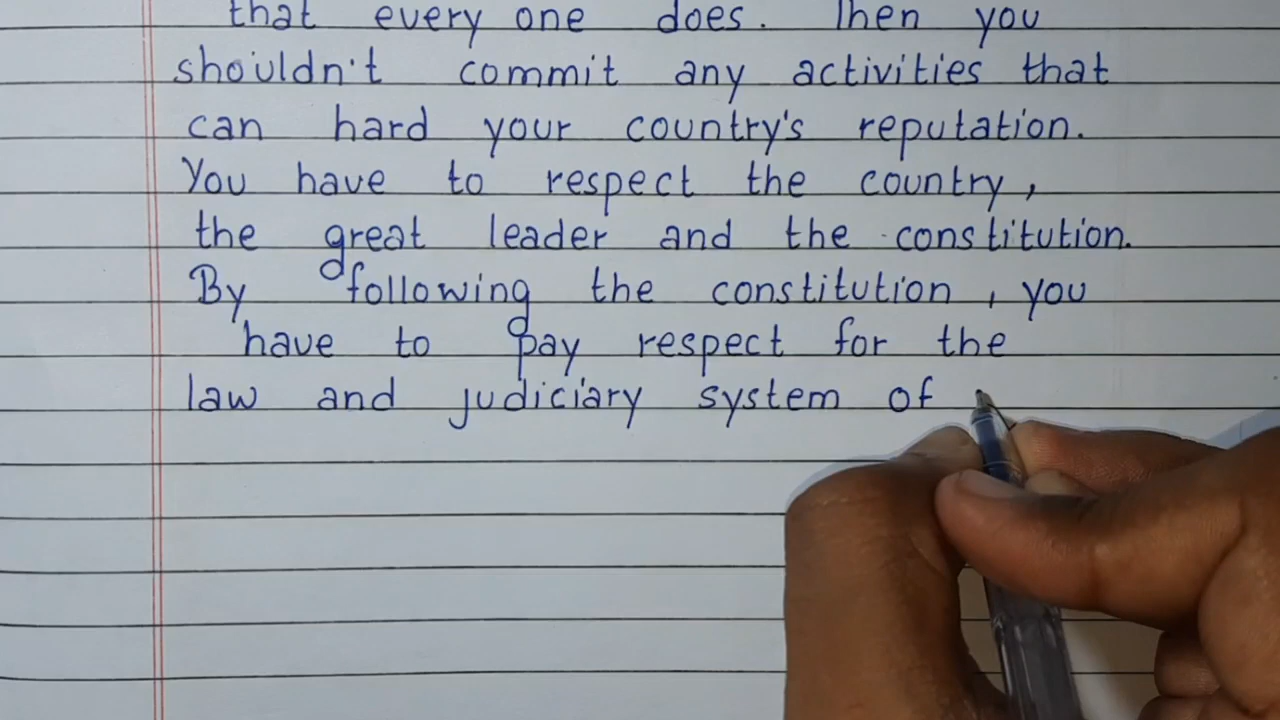 that every one does. Then you
shouldn't commit any activities that
can hard your country's reputation.
You have to respect the country,
the great leader and the constitution.
By following the constitution, you
have to pay respect for the
law and judiciary system of